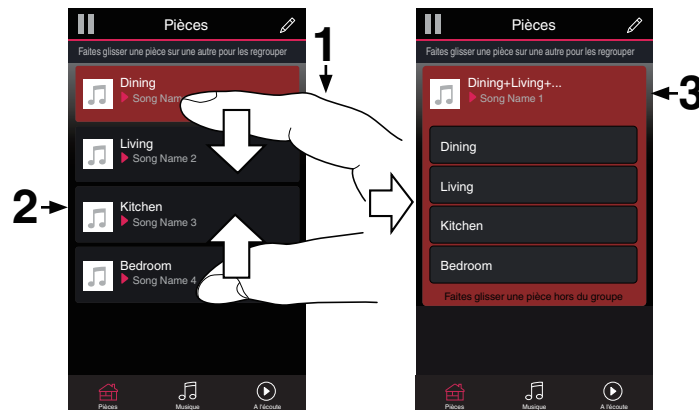 Pièces
Faites glisser une pièce sur une autre pour les regrouper
1
Dining
Song Nam
Living
Song Name 2
2
Kitchen
Song Name 3
Bedroom
Song Name 4
Pièces
Musique
A l'écoute
Pièces
Faites glisser une pièce sur une autre pour les regrouper
Dining+Living+...
Song Name 1
3
Dining
Living
Kitchen
Bedroom
Faites glisser une pièce hors du groupe
Pièces
Musique
A l'écoute